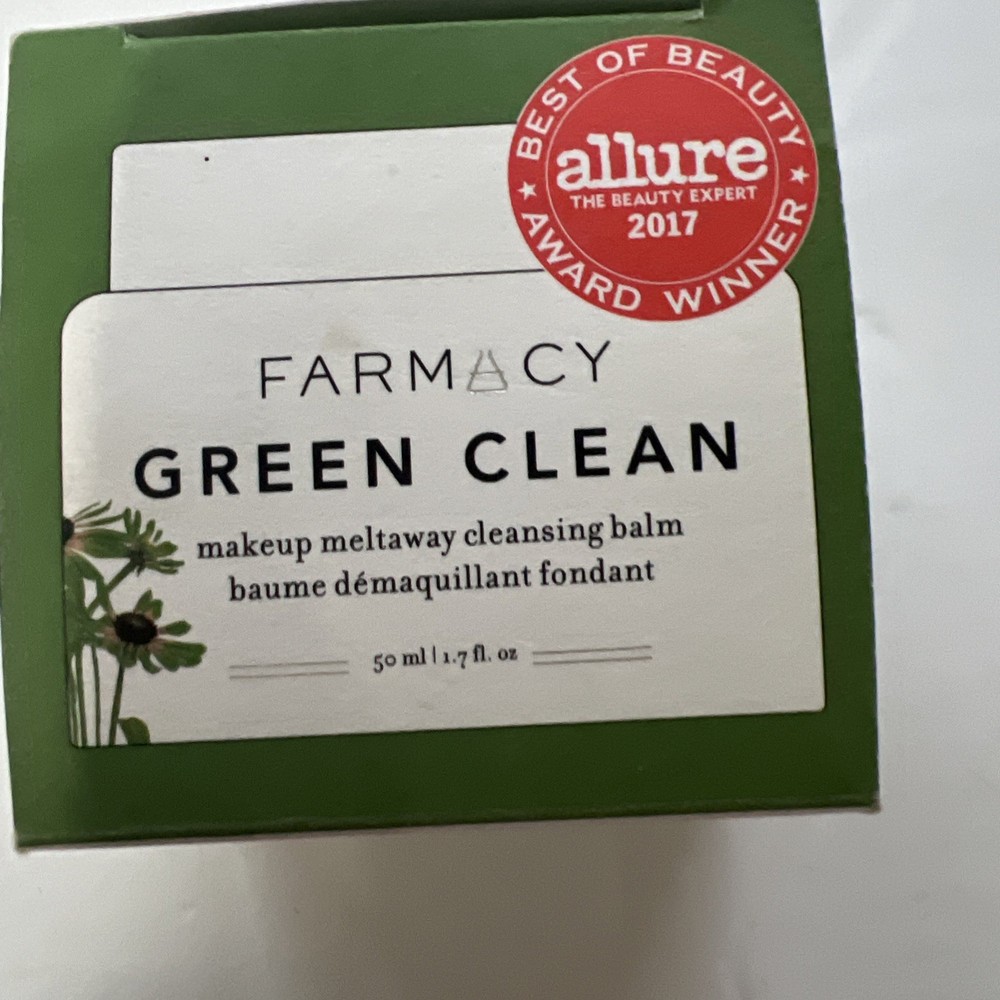 BEST OF BEAUTY
allure
THE BEAUTY EXPERT
2017
AWARD WINNER
FARMACY
GREEN CLEAN
makeup meltaway cleansing balm
baume démaquillant fondant
50 ml | 1.7 fl. oz